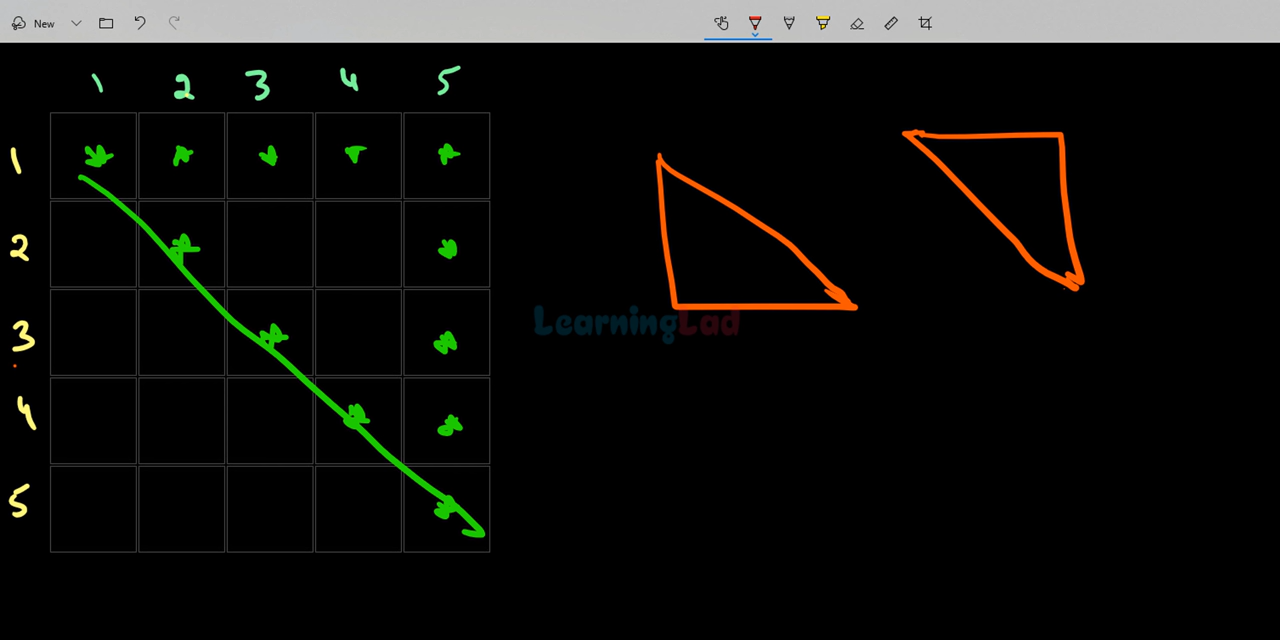 New
1 2 3 4 5
1 * * * * *
2 * *
3 * *
LearningLad
4 * *
5 *